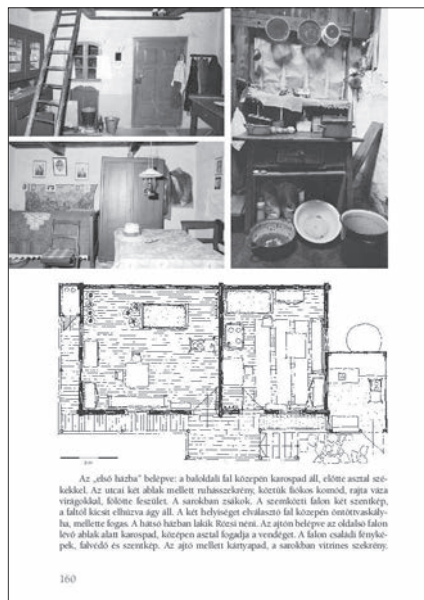 Az „első házba” belépve: a baloldali fal közepén karospad áll, előtte asztal szé-
kekkel. Az utcai két ablak mellett ruhásszekrény, köztük fiókos komód, rajta váza
virágokkal, fölötte feszület. A sarokban zsákok. A szemközti falon két szentkép,
a faltól kicsit elhúzva ágy áll. A két helyiséget elválasztó fal közepén öntöttvaskály-
ha, mellette fogas. A hátsó házban lakik Rózsi néni. Az ajtón belépve az oldalsó falon
lévő ablak alatt karospad, középen asztal fogadja a vendéget. A falon családi fényké-
pek, falvédő és szentkép. Az ajtó mellett kártyapad, a sarokban vitrines szekrény.
160